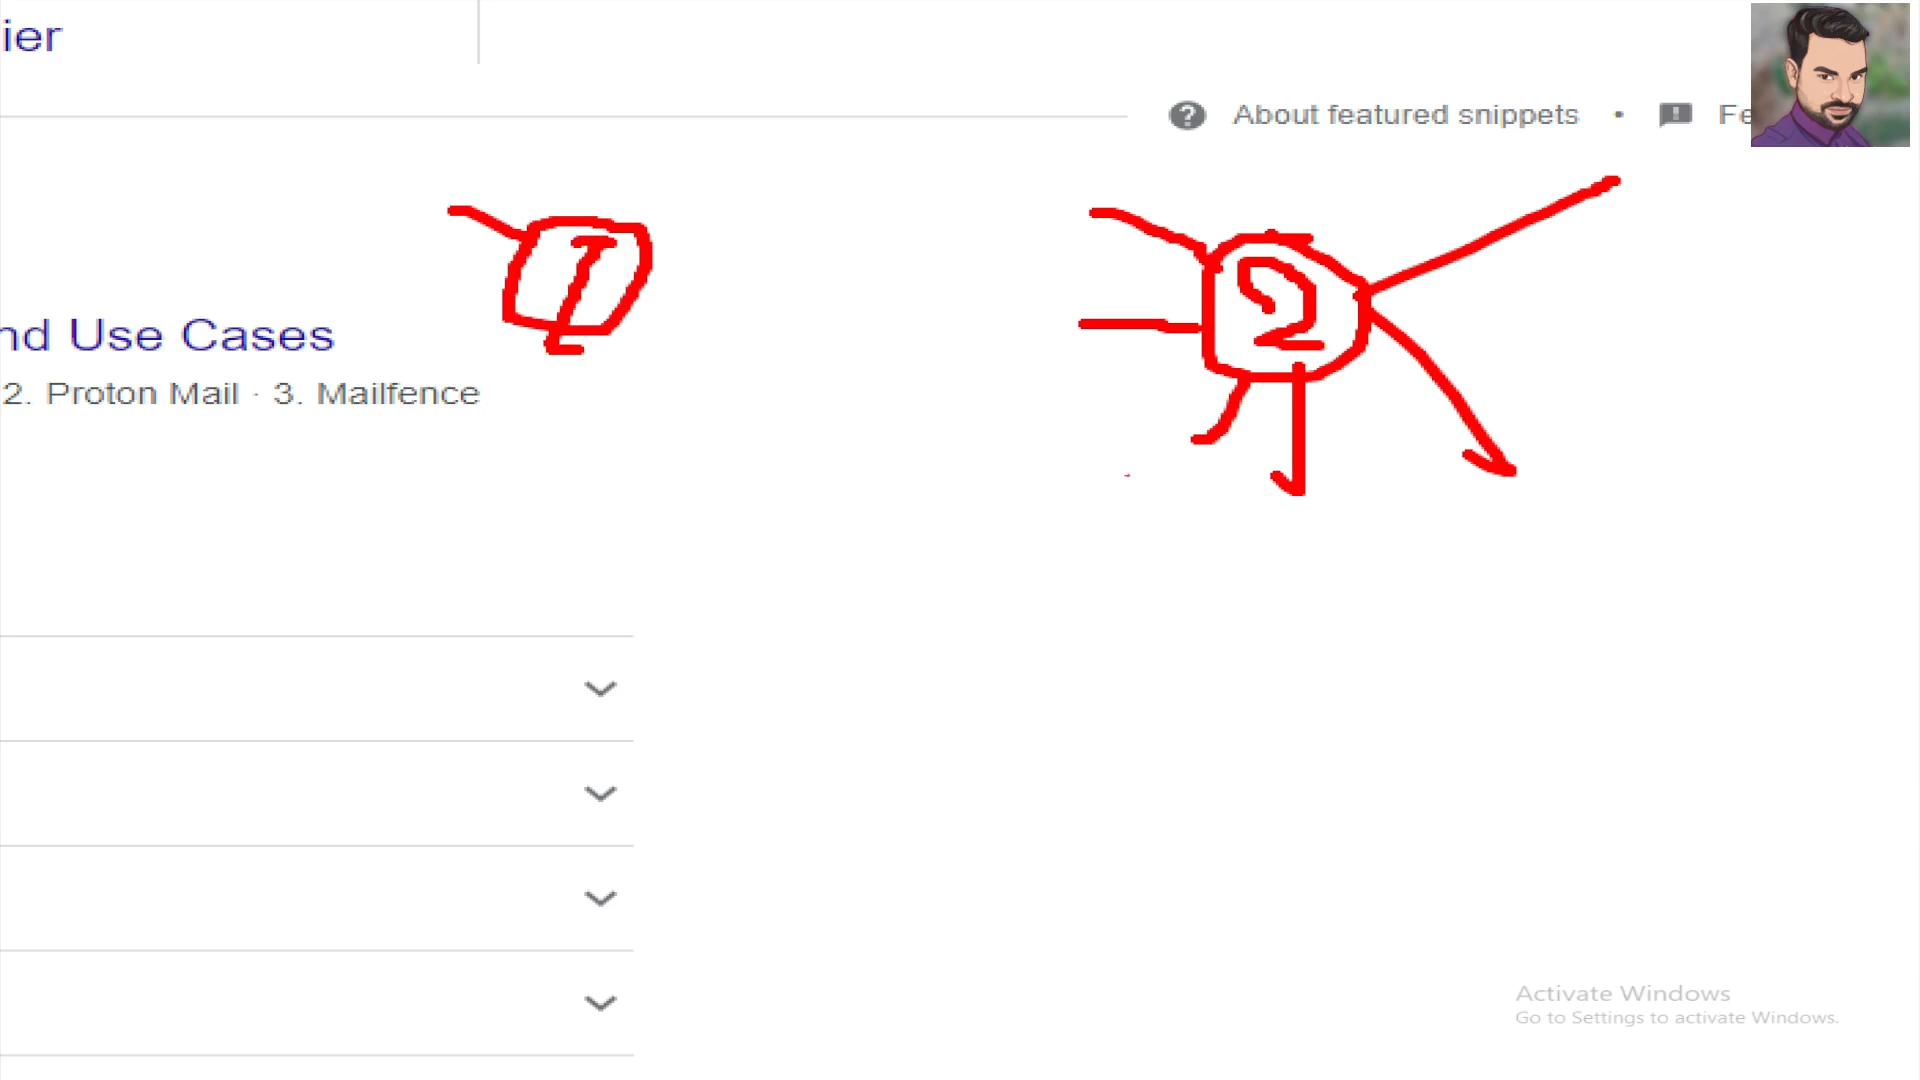 ier
About featured snippets • Fe
1
2
nd Use Cases
2. Proton Mail · 3. Mailfence
Activate Windows
Go to Settings to activate Windows.